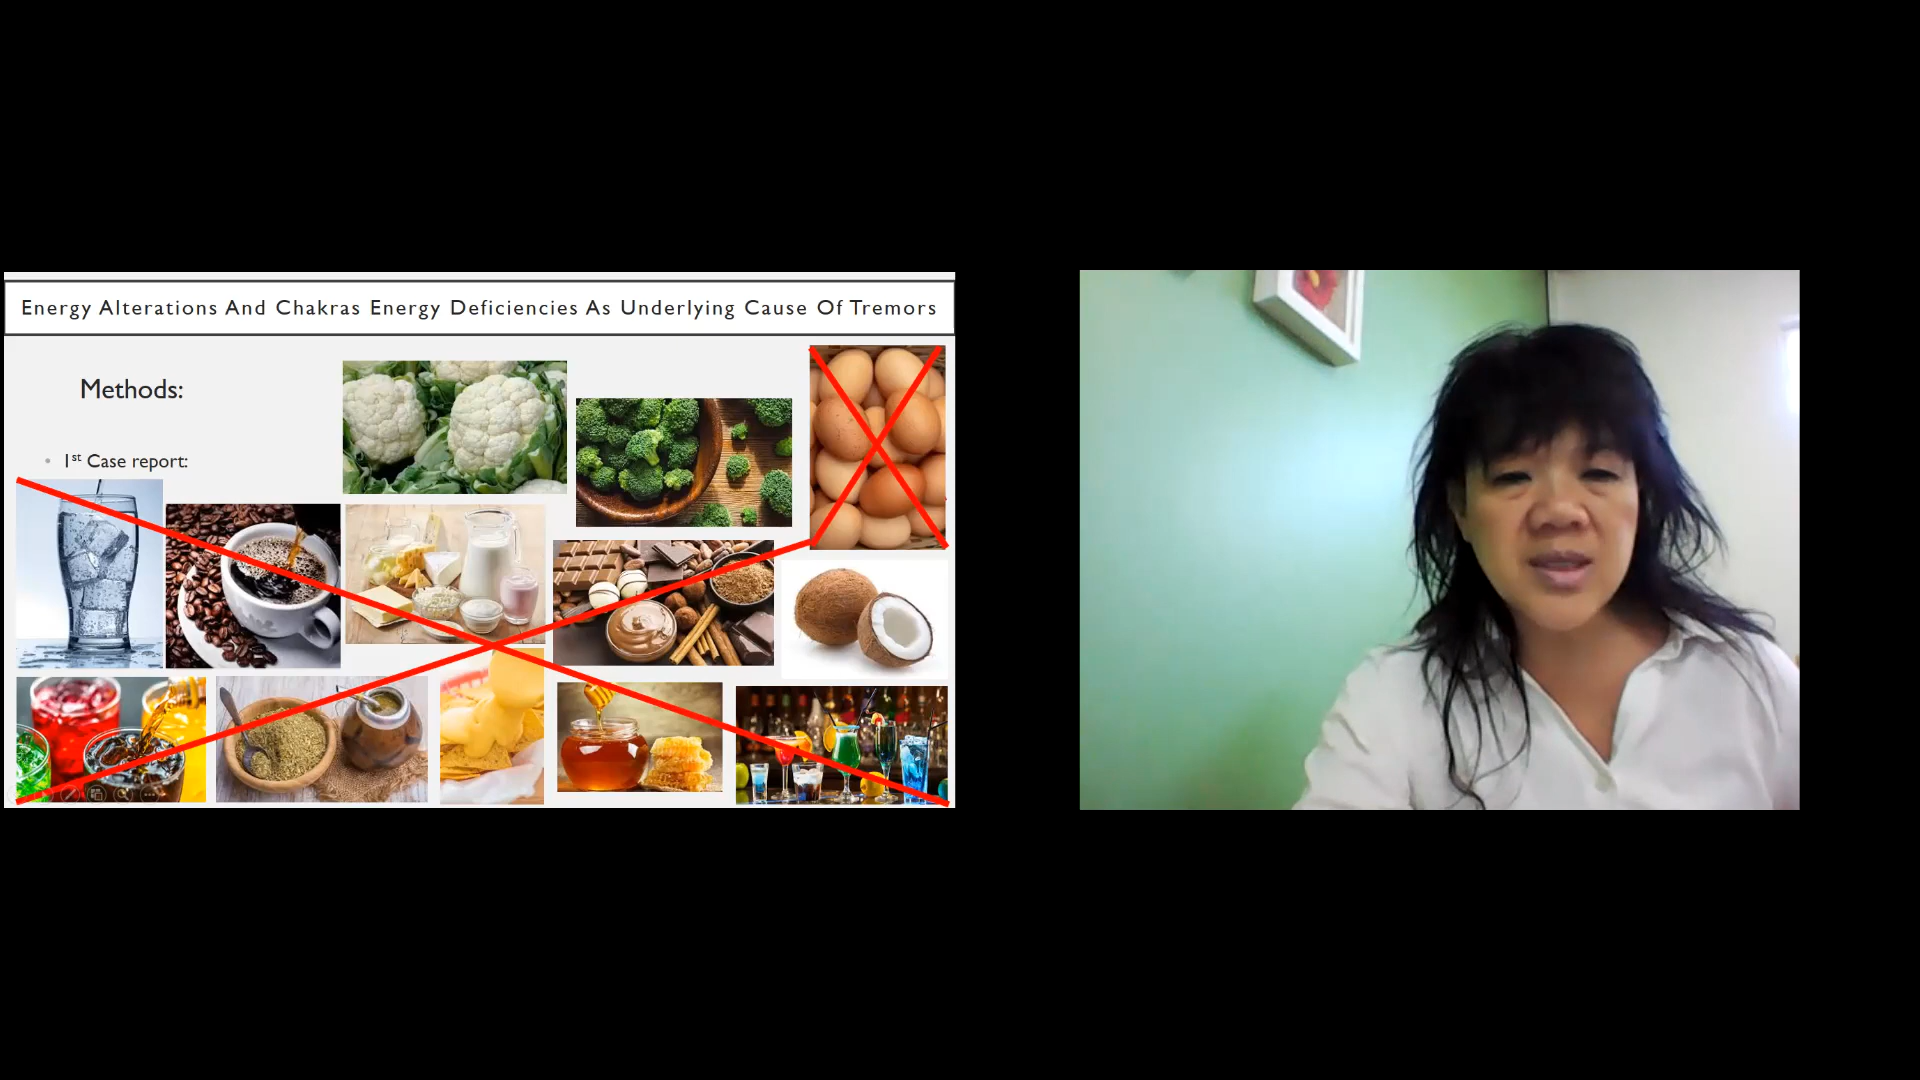 Energy Alterations And Chakras Energy Deficiencies As Underlying Cause Of Tremors
Methods:
• 1st Case report: